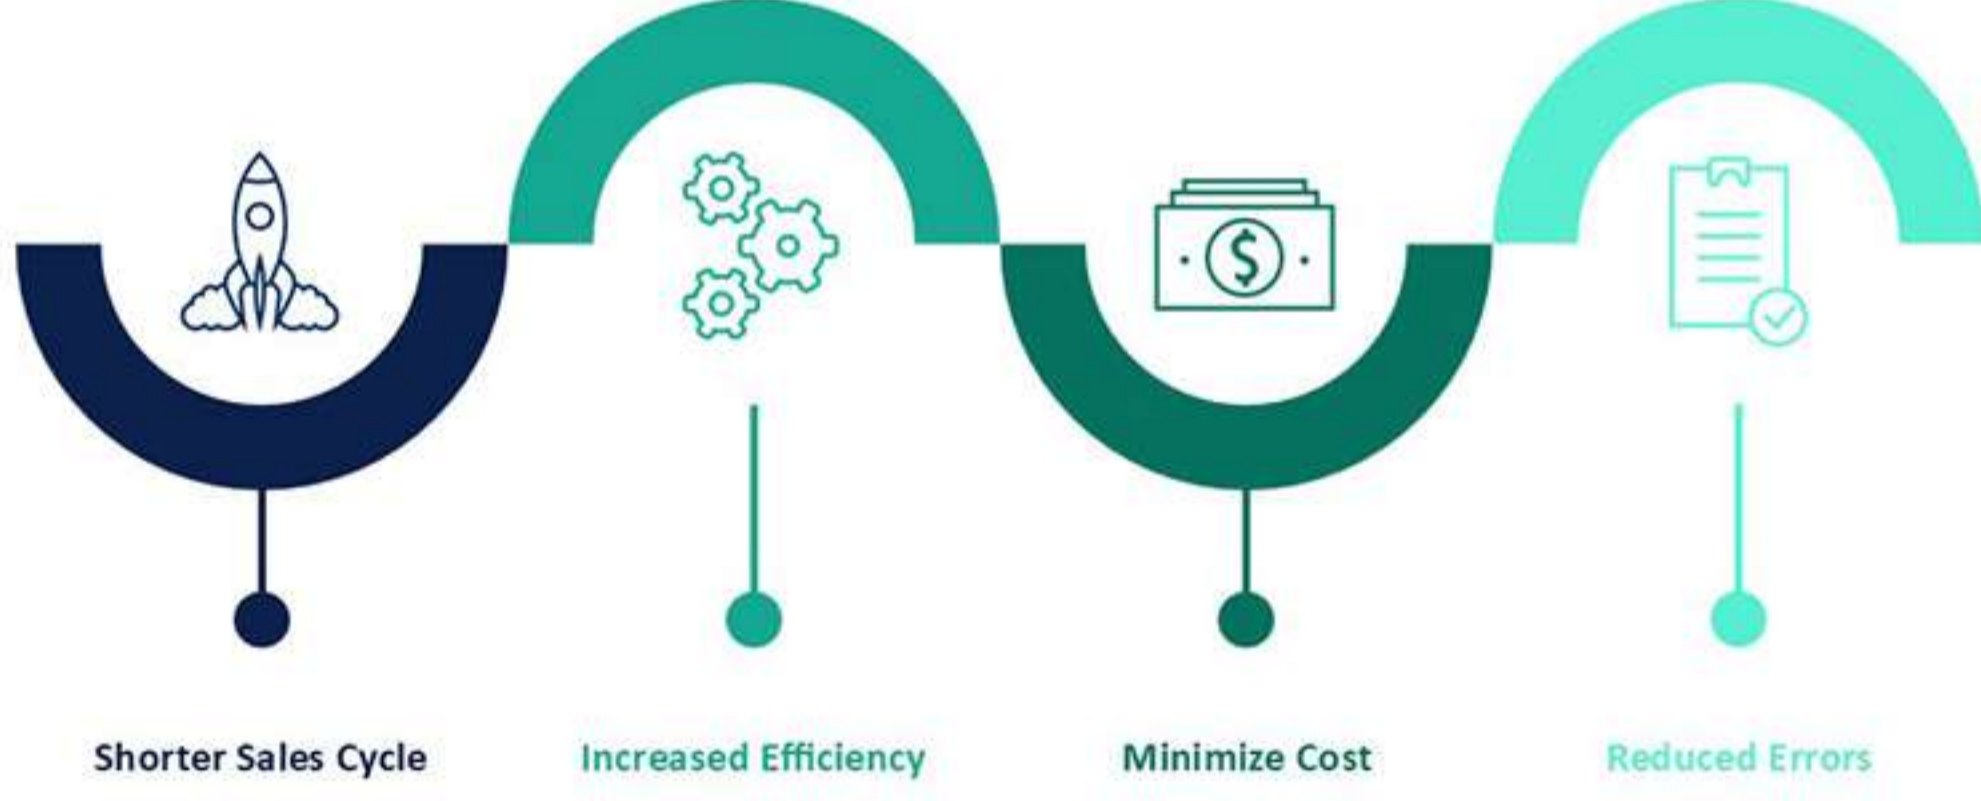 $
Shorter Sales Cycle
Increased Efficiency
Minimize Cost
Reduced Errors